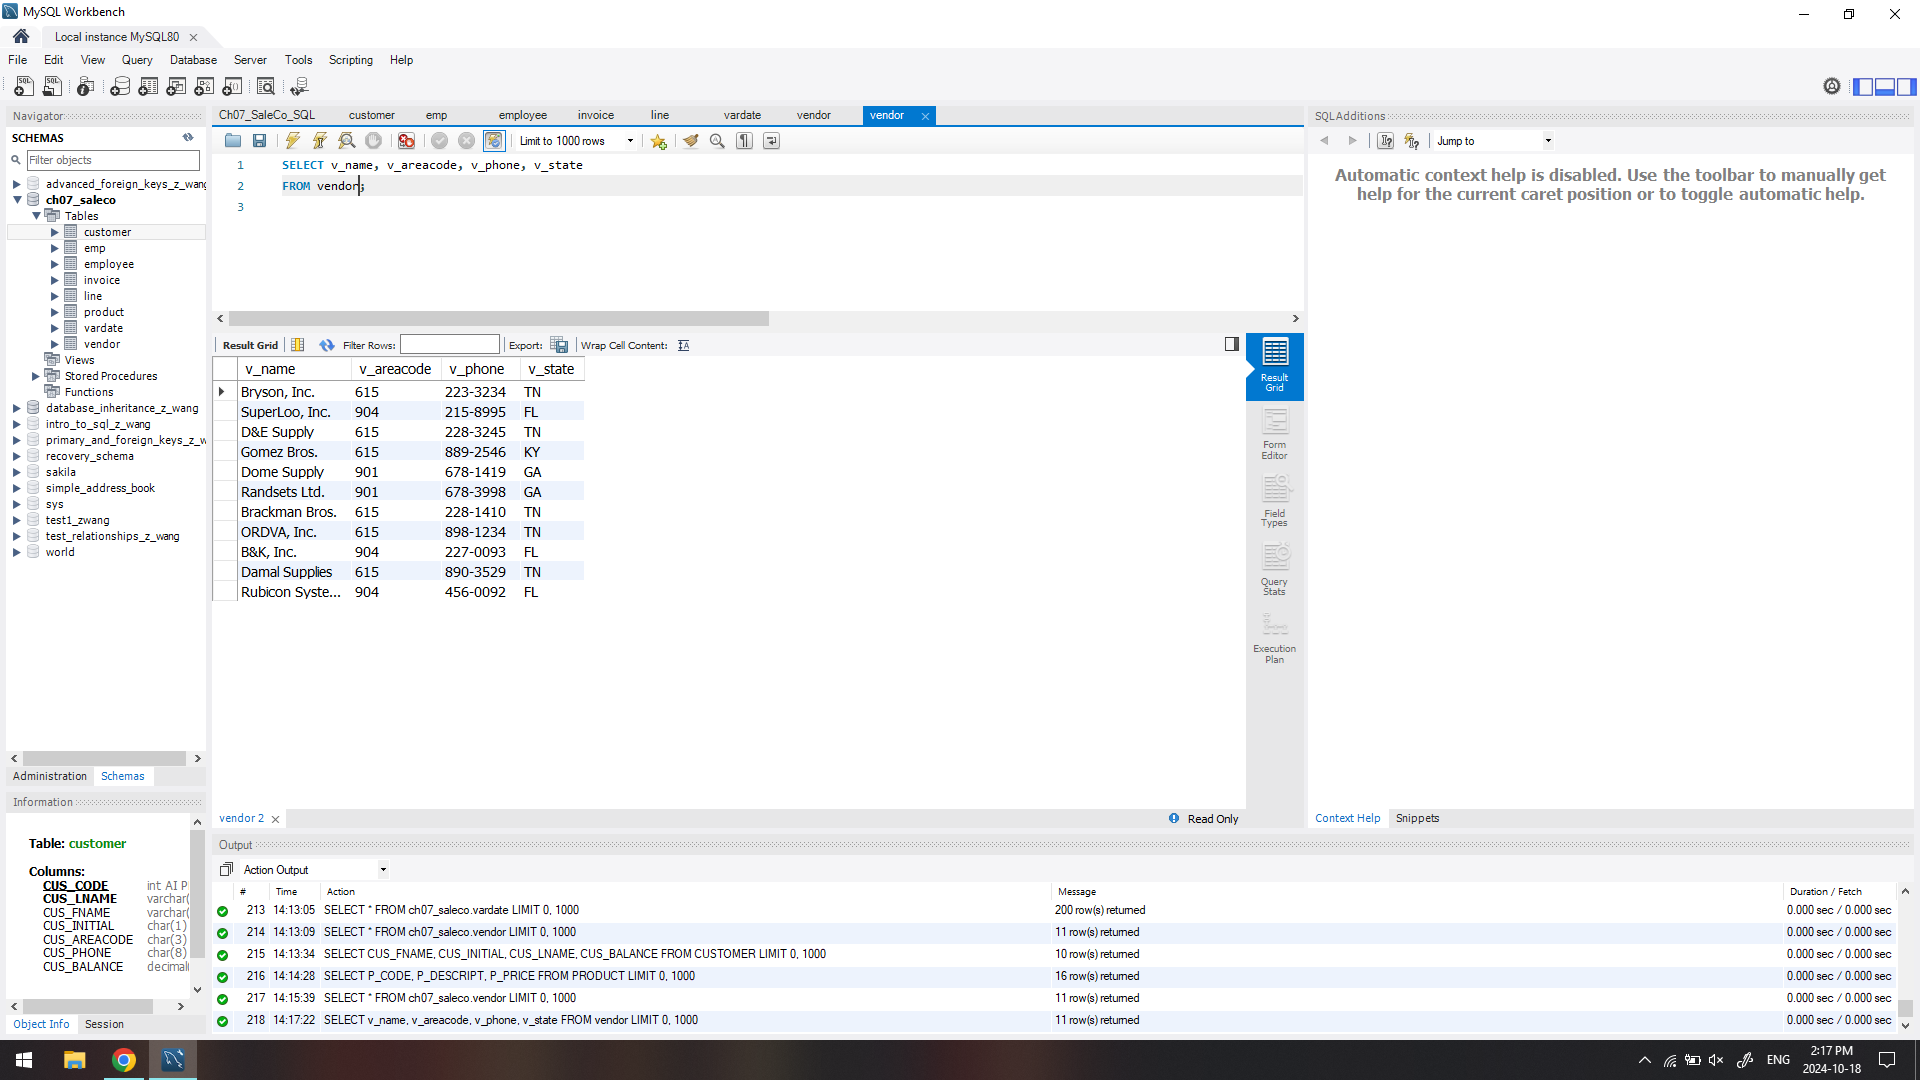 MySQL Workbench
Local instance MySQL80
File Edit View Query Database Server Tools Scripting Help
Navigator
SCHEMAS
Filter objects
advanced_foreign_keys_z_wang
ch07_saleco
Tables
customer
emp
employee
invoice
line
product
vardate
vendor
Views
Stored Procedures
Functions
database_inheritance_z_wang
intro_to_sql_z_wang
primary_and_foreign_keys_z_w
recovery_schema
sakila
simple_address_book
sys
test1_zwang
test_relationships_z_wang
world
Administration Schemas
Information
Table: customer
Columns:
CUS_CODE int AI P
CUS_LNAME varchar(
CUS_FNAME varchar(
CUS_INITIAL char(1)
CUS_AREACODE char(3)
CUS_PHONE char(8)
CUS_BALANCE decimal
Object Info Session
Ch07_SaleCo_SQL customer emp employee invoice line vardate vendor vendor
Limit to 1000 rows
1 SELECT v_name, v_areacode, v_phone, v_state
2 FROM vendor;
3
Result Grid Filter Rows: Export: Wrap Cell Content:
v_name v_areacode v_phone v_state
Bryson, Inc. 615 223-3234 TN
SuperLoo, Inc. 904 215-8995 FL
D&E Supply 615 228-3245 TN
Gomez Bros. 615 889-2546 KY
Dome Supply 901 678-1419 GA
Randsets Ltd. 901 678-3998 GA
Brackman Bros. 615 228-1410 TN
ORDVA, Inc. 615 898-1234 TN
B&K, Inc. 904 227-0093 FL
Damal Supplies 615 890-3529 TN
Rubicon Syste... 904 456-0092 FL
Result
Grid
Form
Editor
Field
Types
Query
Stats
Execution
Plan
vendor 2
Read Only
SQLAdditions
Jump to
Automatic context help is disabled. Use the toolbar to manually get
help for the current caret position or to toggle automatic help.
Context Help Snippets
Output
Action Output
# Time Action Message Duration / Fetch
213 14:13:05 SELECT * FROM ch07_saleco.vardate LIMIT 0, 1000 200 row(s) returned 0.000 sec / 0.000 sec
214 14:13:09 SELECT * FROM ch07_saleco.vendor LIMIT 0, 1000 11 row(s) returned 0.000 sec / 0.000 sec
215 14:13:34 SELECT CUS_FNAME, CUS_INITIAL, CUS_LNAME, CUS_BALANCE FROM CUSTOMER LIMIT 0, 1000 10 row(s) returned 0.000 sec / 0.000 sec
216 14:14:28 SELECT P_CODE, P_DESCRIPT, P_PRICE FROM PRODUCT LIMIT 0, 1000 16 row(s) returned 0.000 sec / 0.000 sec
217 14:15:39 SELECT * FROM ch07_saleco.vendor LIMIT 0, 1000 11 row(s) returned 0.000 sec / 0.000 sec
218 14:17:22 SELECT v_name, v_areacode, v_phone, v_state FROM vendor LIMIT 0, 1000 11 row(s) returned 0.000 sec / 0.000 sec
ENG
2:17 PM
2024-10-18